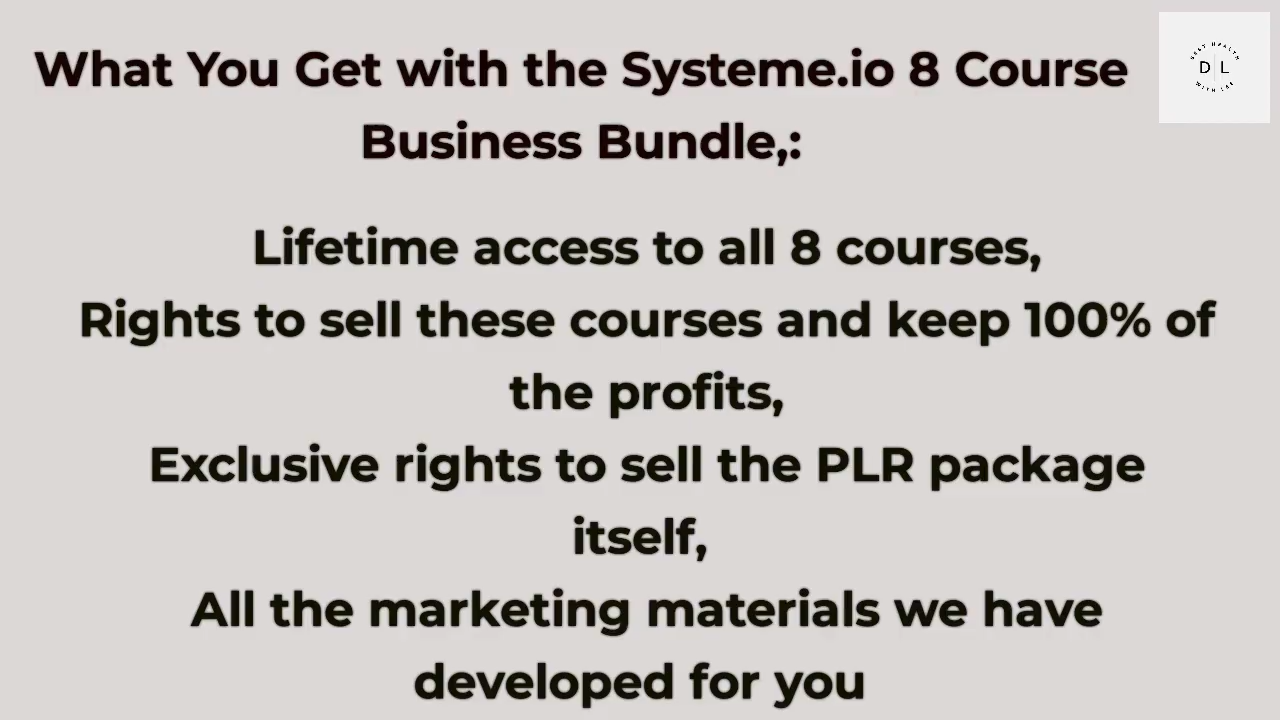 What You Get with the Systeme.io 8 Course
Business Bundle,:
Lifetime access to all 8 courses,
Rights to sell these courses and keep 100% of
the profits,
Exclusive rights to sell the PLR package
itself,
All the marketing materials we have
developed for you
D L